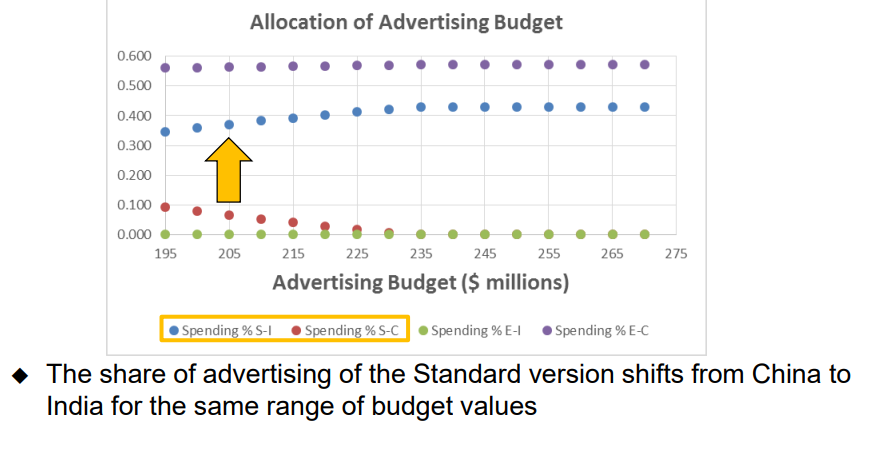 Allocation of Advertising Budget
0.600
0.500
0.400
0.300
0.200
0.100
0.000
195 205 215 225 235 245 255 265 275
Advertising Budget ($ millions)
Spending % S-I Spending % S-C Spending % E-I Spending % E-C
◆ The share of advertising of the Standard version shifts from China to
India for the same range of budget values